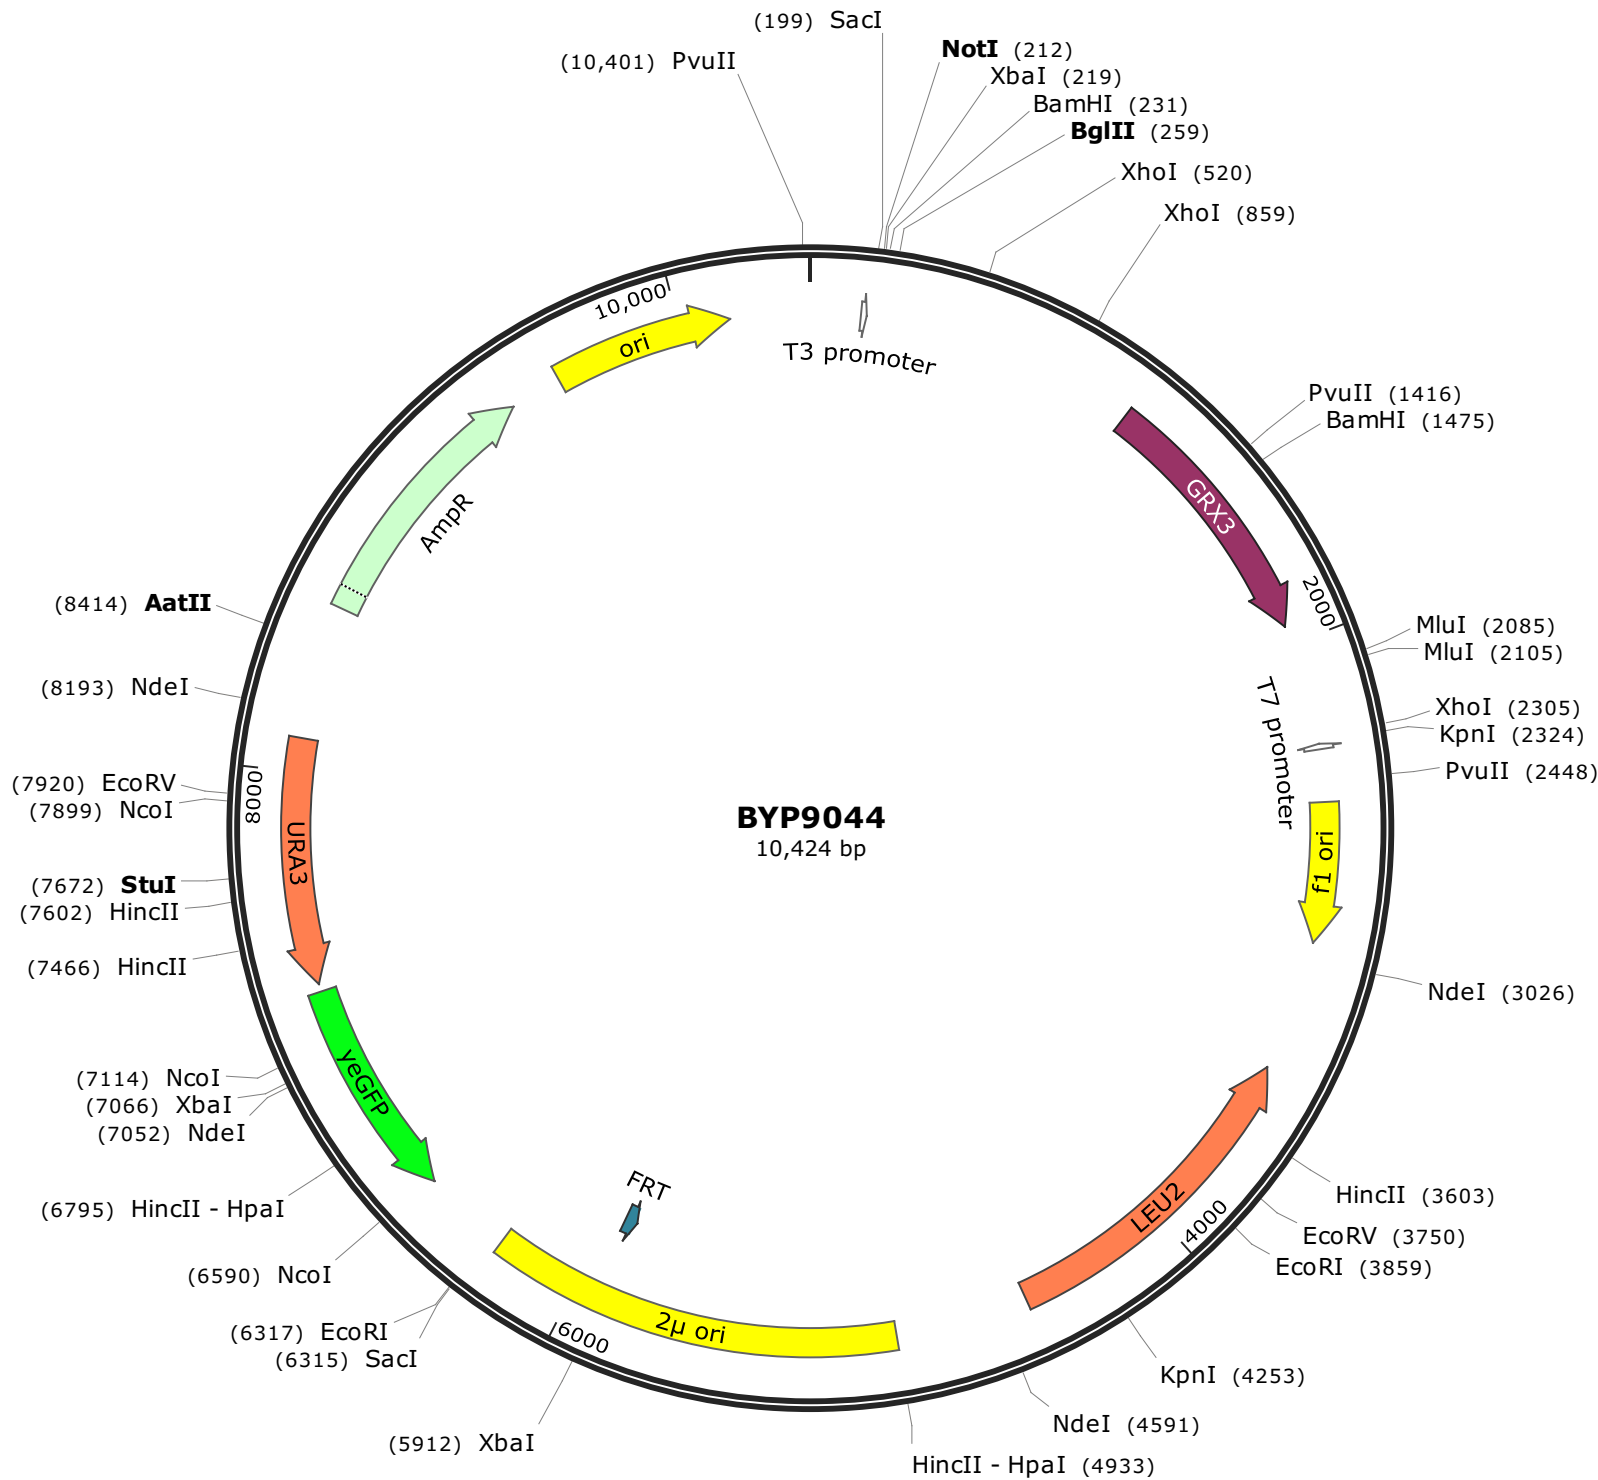 (199) SacI
(10,401) PvuII
NotI (212)
XbaI (219)
BamHI (231)
BglII (259)
XhoI (520)
XhoI (859)
10,000
ori
T3 promoter
PvuII (1416)
BamHI (1475)
GRX3
AmpR
2000
(8414) AatII
MluI (2085)
MluI (2105)
(8193) NdeI
T7 promoter
XhoI (2305)
KpnI (2324)
PvuII (2448)
(7920) EcoRV
(7899) NcoI
8000
BYP9044
10,424 bp
URA3
f1 ori
(7672) StuI
(7602) HincII
(7466) HincII
NdeI (3026)
yeGFP
(7114) NcoI
(7066) XbaI
(7052) NdeI
FRT
LEU2
HincII (3603)
4000
EcoRV (3750)
EcoRI (3859)
(6795) HincII - HpaI
(6590) NcoI
(6317) EcoRI
(6315) SacI
6000
2μ ori
KpnI (4253)
NdeI (4591)
(5912) XbaI
HincII - HpaI (4933)